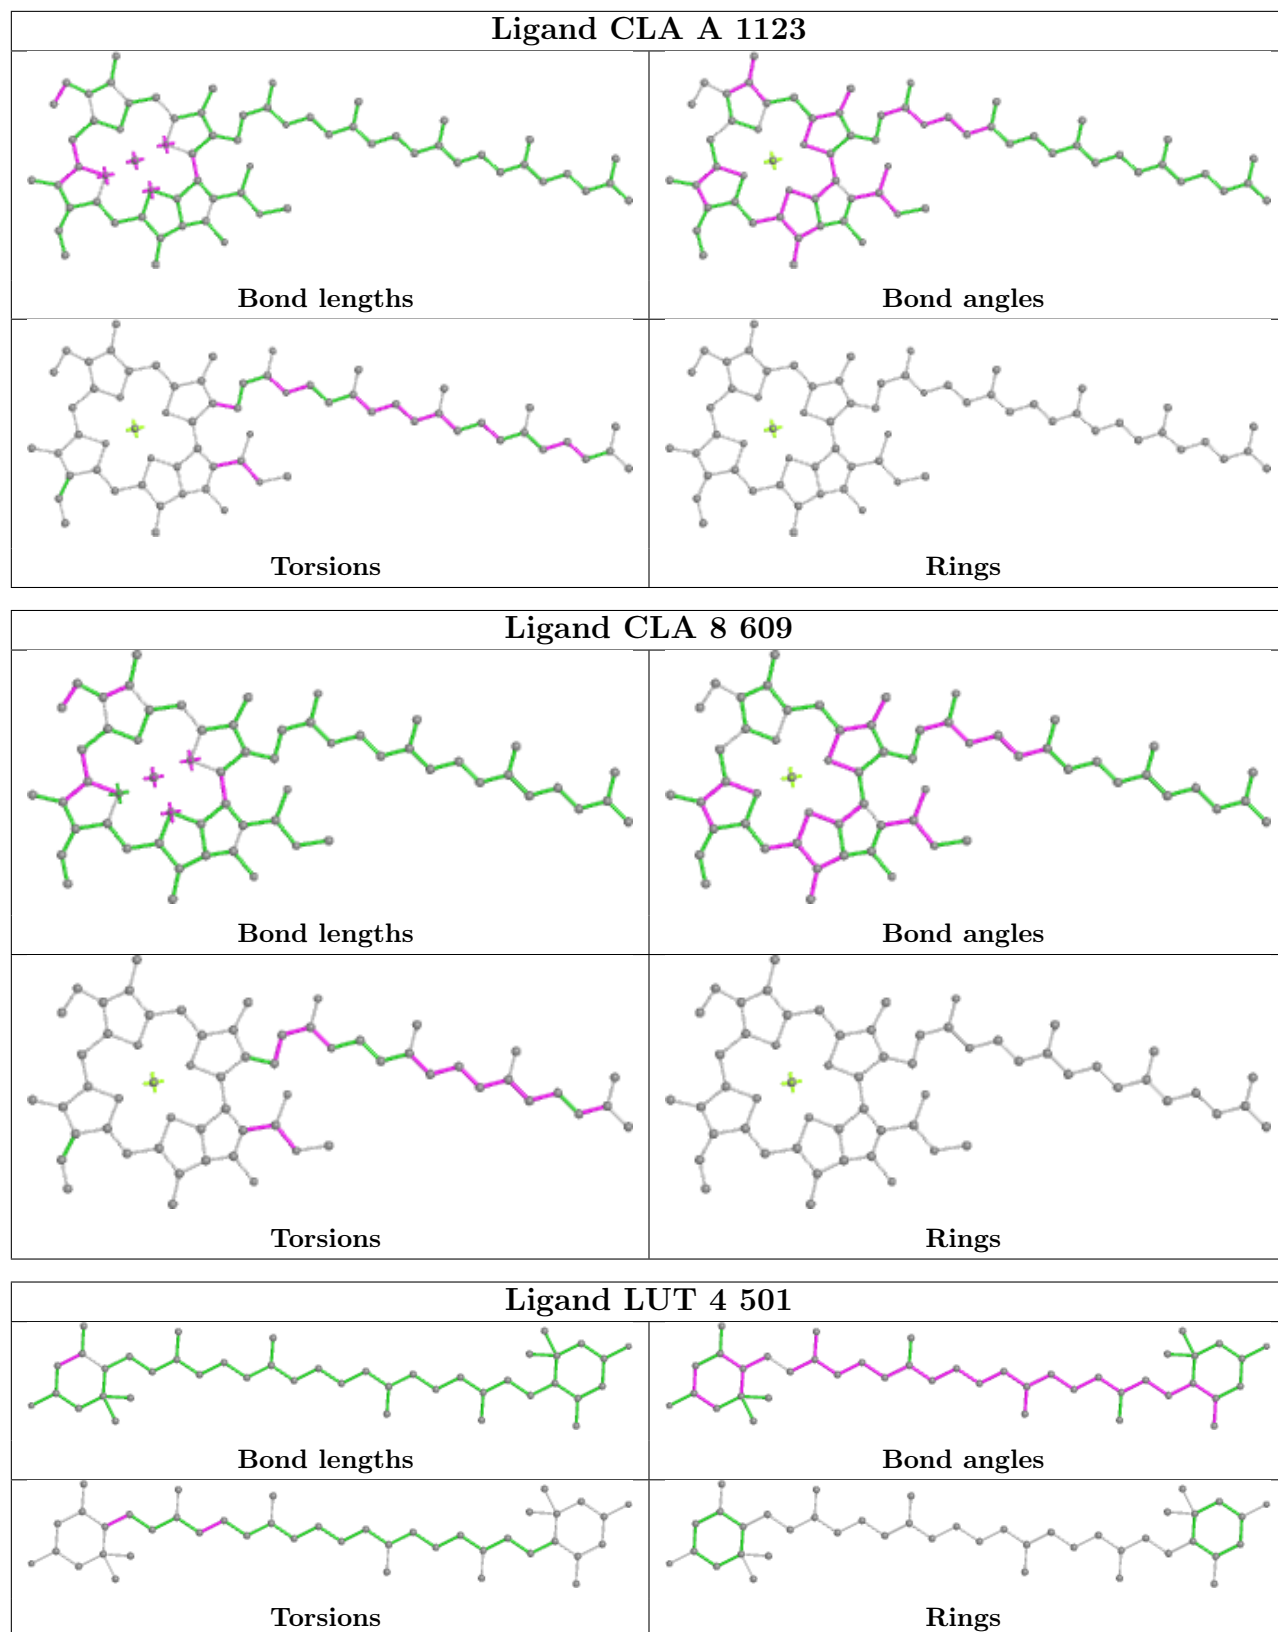 Ligand CLA A 1123
Bond lengths
Bond angles
Torsions
Rings
Ligand CLA 8 609
Bond lengths
Bond angles
Torsions
Rings
Ligand LUT 4 501
Bond lengths
Bond angles
Torsions
Rings